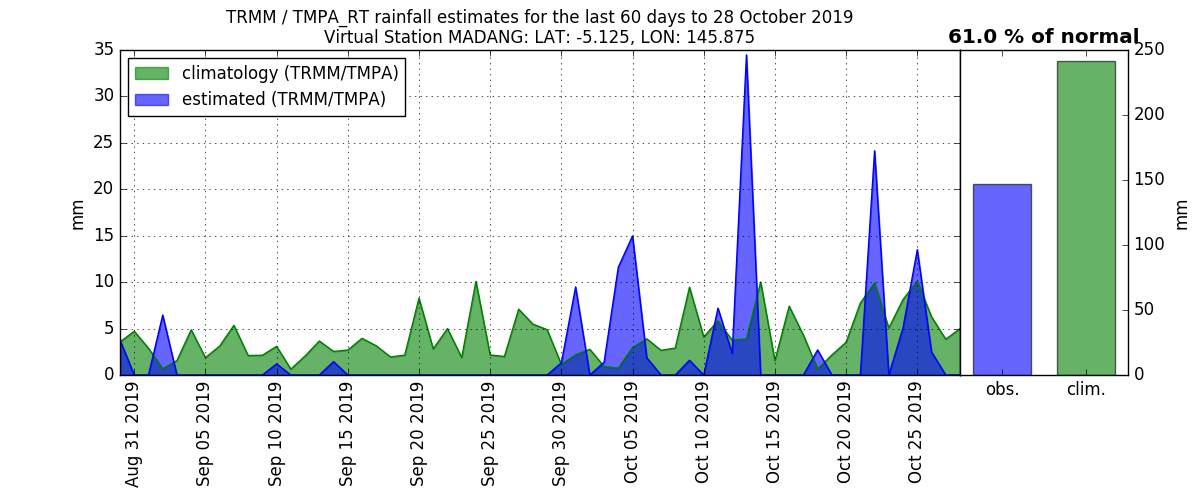 TRMM / TMPA_RT rainfall estimates for the last 60 days to 28 October 2019
Virtual Station MADANG: LAT: -5.125, LON: 145.875
61.0 % of normal
climatology (TRMM/TMPA)
estimated (TRMM/TMPA)
35
30
25
20
15
10
5
0
mm
Aug 31 2019
Sep 05 2019
Sep 10 2019
Sep 15 2019
Sep 20 2019
Sep 25 2019
Sep 30 2019
Oct 05 2019
Oct 10 2019
Oct 15 2019
Oct 20 2019
Oct 25 2019
250
200
150
100
50
0
mm
obs.
clim.